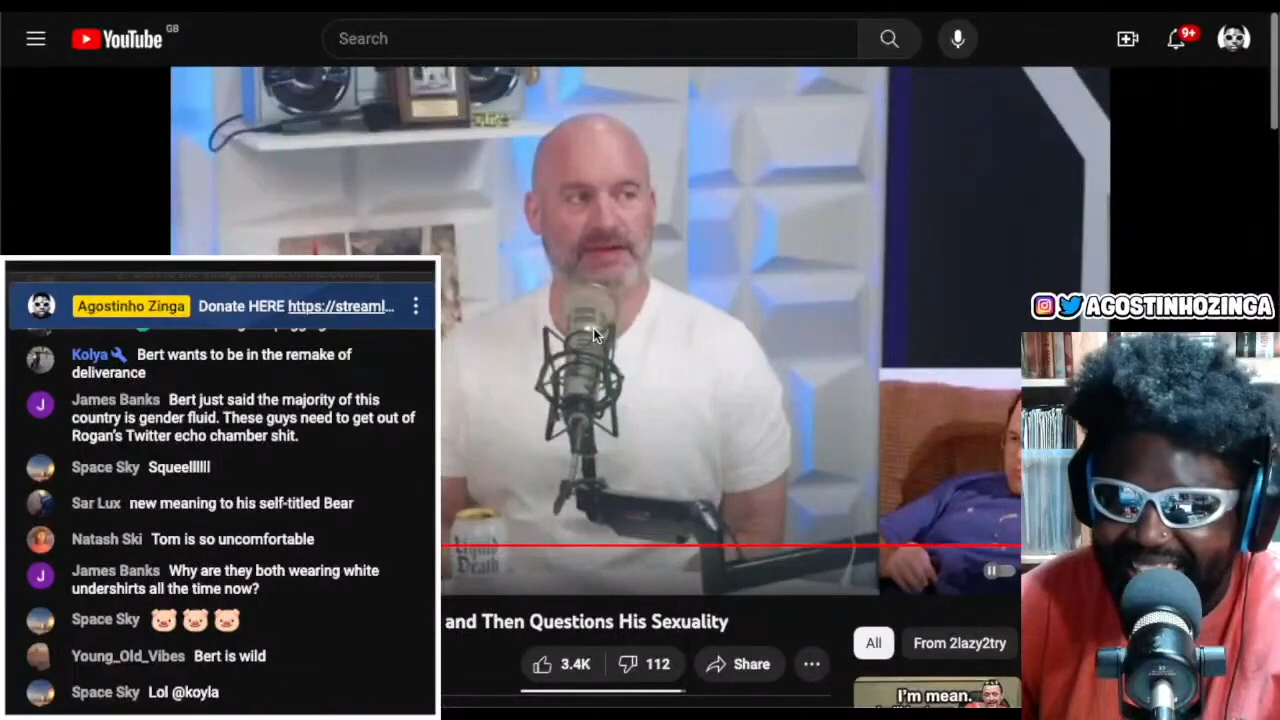 YouTube GB
Search
9+
Agostinho Zinga Donate HERE https://streaml...
Kolya Bert wants to be in the remake of
deliverance
J James Banks Bert just said the majority of this
country is gender fluid. These guys need to get out of
Rogan's Twitter echo chamber shit.
Space Sky Squeellllll
Sar Lux new meaning to his self-titled Bear
Natash Ski Tom is so uncomfortable
J James Banks Why are they both wearing white
undershirts all the time now?
Space Sky
Young_Old_Vibes Bert is wild
Space Sky Lol @koyla
Liquid
Death
AGOSTINHOZINGA
and Then Questions His Sexuality
3.4K
112
Share
All
From 2lazy2try
I'm mean.